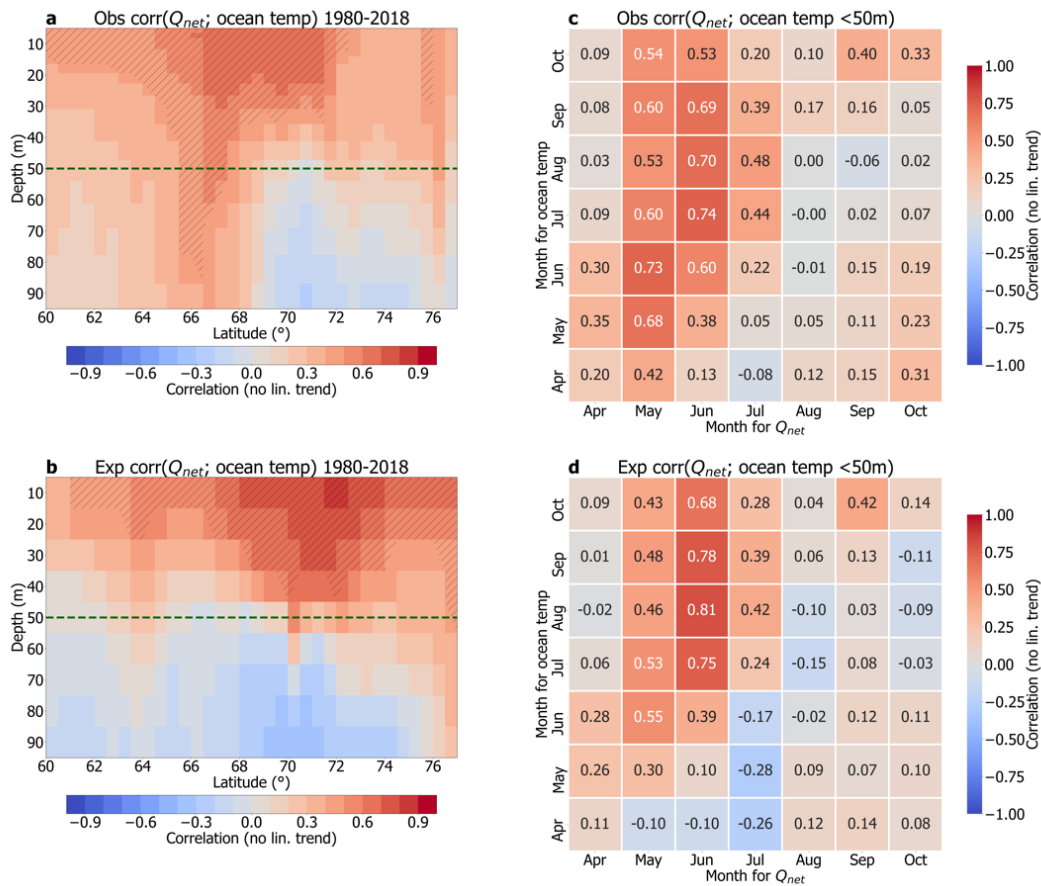 a Obs corr(Qnet; ocean temp) 1980-2018
10
20
30
40
50
60
70
80
90
Depth (m)
60 62 64 66 68 70 72 74 76
Latitude (°)
−0.9 −0.6 −0.3 0.0 0.3 0.6 0.9
Correlation (no lin. trend)
c Obs corr(Qnet; ocean temp <50m)
Month for ocean temp
Oct 0.09 0.54 0.53 0.20 0.10 0.40 0.33
Sep 0.08 0.60 0.69 0.39 0.17 0.16 0.05
Aug 0.03 0.53 0.70 0.48 0.00 -0.06 0.02
Jul 0.09 0.60 0.74 0.44 -0.00 0.02 0.07
Jun 0.30 0.73 0.60 0.22 -0.01 0.15 0.19
May 0.35 0.68 0.38 0.05 0.05 0.11 0.23
Apr 0.20 0.42 0.13 -0.08 0.12 0.15 0.31
Apr May Jun Jul Aug Sep Oct
Month for Qnet
1.00
0.75
0.50
0.25
0.00
−0.25
−0.50
−0.75
−1.00
Correlation (no lin. trend)
b Exp corr(Qnet; ocean temp) 1980-2018
10
20
30
40
50
60
70
80
90
Depth (m)
60 62 64 66 68 70 72 74 76
Latitude (°)
−0.9 −0.6 −0.3 0.0 0.3 0.6 0.9
Correlation (no lin. trend)
d Exp corr(Qnet; ocean temp <50m)
Month for ocean temp
Oct 0.09 0.43 0.68 0.28 0.04 0.42 0.14
Sep 0.01 0.48 0.78 0.39 0.06 0.13 -0.11
Aug -0.02 0.46 0.81 0.42 -0.10 0.03 -0.09
Jul 0.06 0.53 0.75 0.24 -0.15 0.08 -0.03
Jun 0.28 0.55 0.39 -0.17 -0.02 0.12 0.11
May 0.26 0.30 0.10 -0.28 0.09 0.07 0.10
Apr 0.11 -0.10 -0.10 -0.26 0.12 0.14 0.08
Apr May Jun Jul Aug Sep Oct
Month for Qnet
1.00
0.75
0.50
0.25
0.00
−0.25
−0.50
−0.75
−1.00
Correlation (no lin. trend)